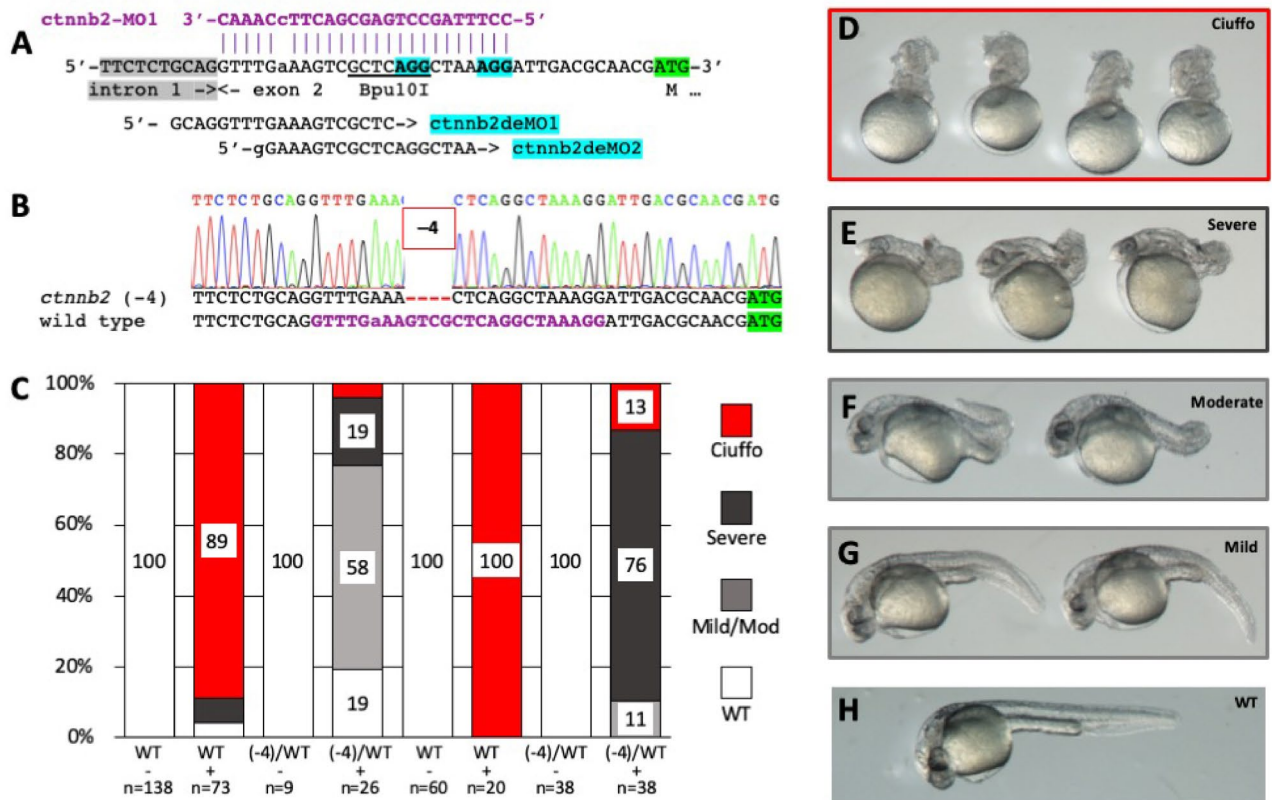 ctnnb2-MO1 3’-CAAACcTTCAGCGAGTCCGATTTCC-5’
A
5’-TTCTCTGCAGGTTTGaAAGTCGCTCAGGCTAAAGGATTGACGCAACGATG-3’
intron 1 -><- exon 2 Bpu10I M …
5’- GCAGGTTTGAAAGTCGCTC-> ctnnb2deMO1
5’-gGAAAGTCGCTCAGGCTAA-> ctnnb2deMO2
B
TTCTCTGCAGGTTTGAAA CTCAGGCTAAAGGATTGACGCAACGATG
–4
ctnnb2 (-4) TTCTCTGCAGGTTTGAAA----CTCAGGCTAAAGGATTGACGCAACGATG
wild type TTCTCTGCAGGTTTGaAAGTCGCTCAGGCTAAAGGATTGACGCAACGATG
C
100%
80%
60%
40%
20%
0%
100
89
100
19
58
19
100
100
100
13
76
11
WT WT (-4)/WT (-4)/WT WT WT (-4)/WT (-4)/WT
- + - + - + - +
n=138 n=73 n=9 n=26 n=60 n=20 n=38 n=38
Ciuffo
Severe
Mild/Mod
WT
D Ciuffo
E Severe
F Moderate
G Mild
H WT